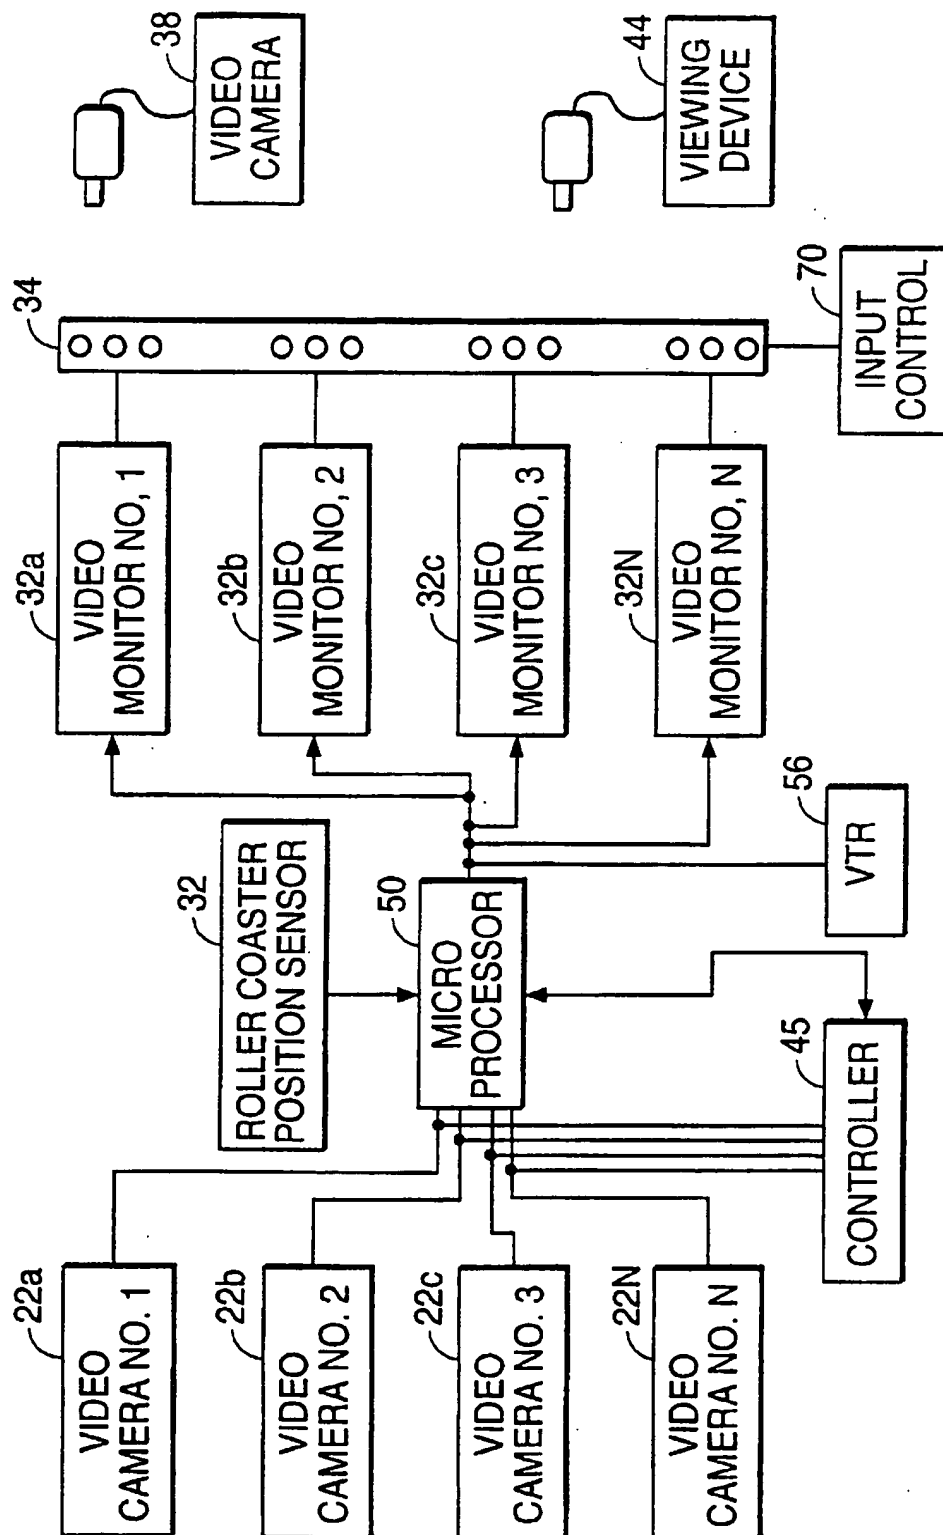 22a
VIDEO
CAMERA NO. 1
22b
VIDEO
CAMERA NO. 2
22c
VIDEO
CAMERA NO. 3
22N
VIDEO
CAMERA NO. N
32
ROLLER COASTER
POSITION SENSOR
50
MICRO
PROCESSOR
45
CONTROLLER
56
VTR
32a
VIDEO
MONITOR NO, 1
32b
VIDEO
MONITOR NO, 2
32c
VIDEO
MONITOR NO, 3
32N
VIDEO
MONITOR NO, N
34
70
INPUT
CONTROL
38
VIDEO
CAMERA
44
VIEWING
DEVICE